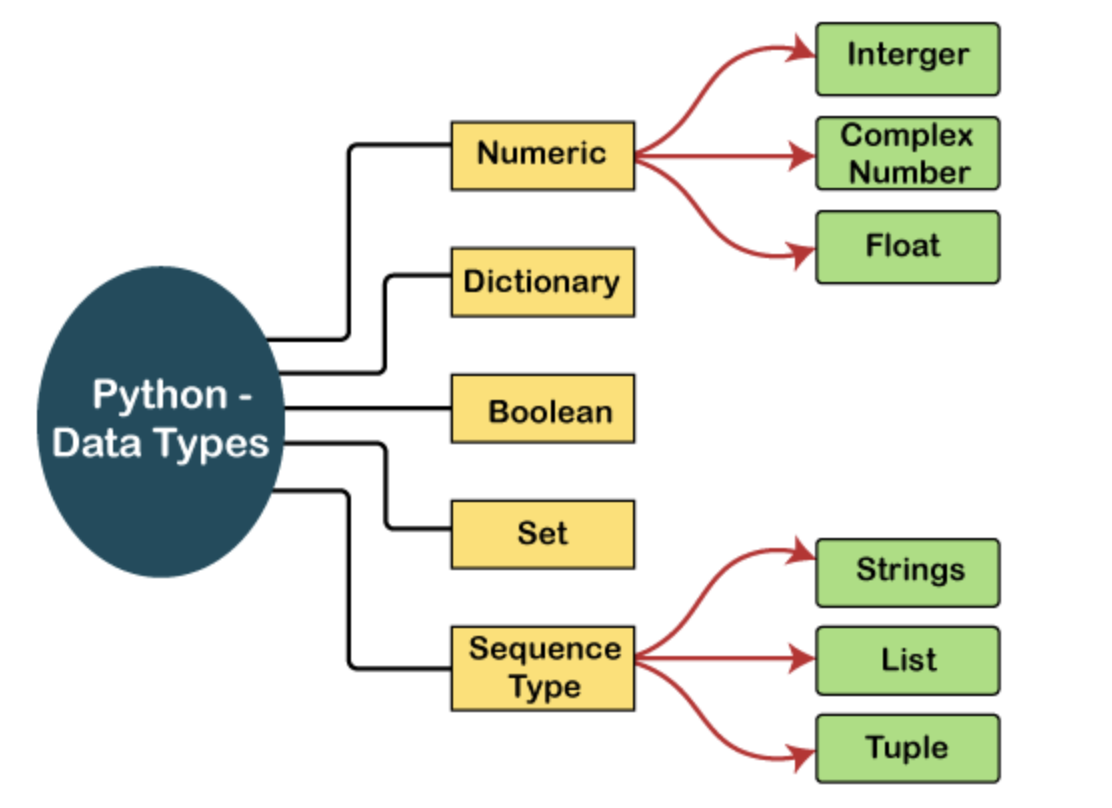 Python -
Data Types
Numeric
Interger
Complex
Number
Float
Dictionary
Boolean
Set
Sequence
Type
Strings
List
Tuple